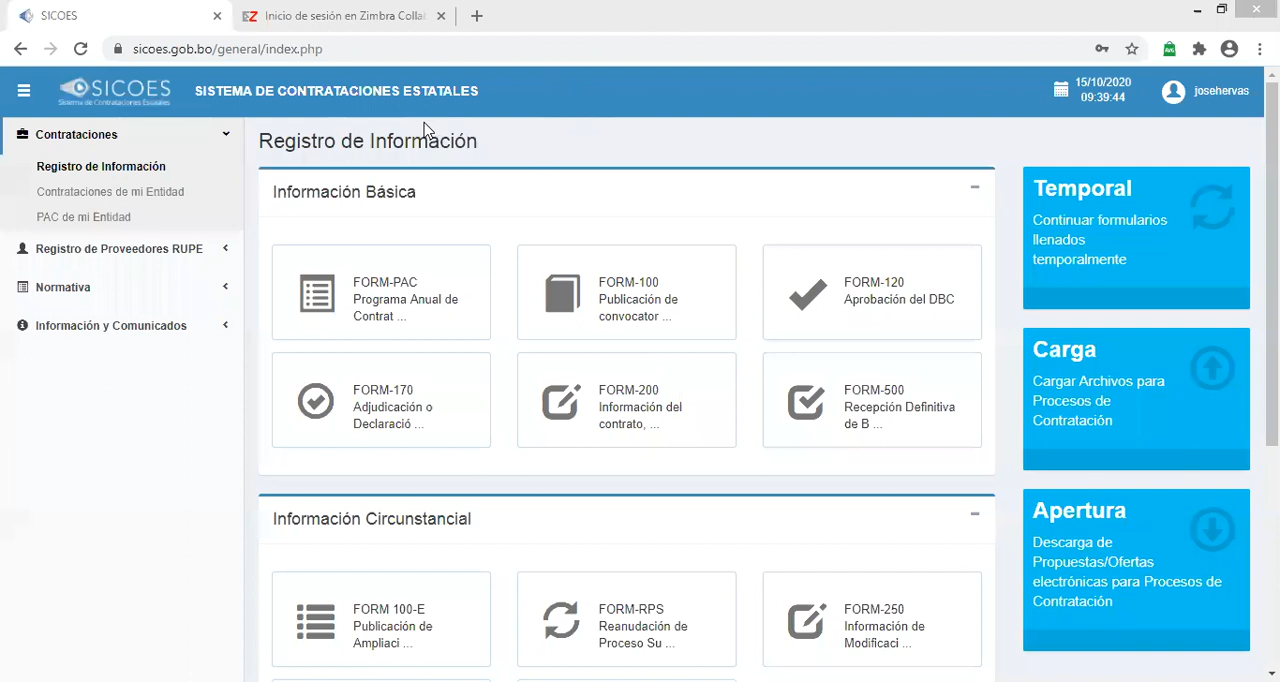 SICOES
Inicio de sesión en Zimbra Colla
sicoes.gob.bo/general/index.php
SICOES
Sistema de Contrataciones Estatales
SISTEMA DE CONTRATACIONES ESTATALES
15/10/2020
09:39:44
josehervas
Contrataciones
Registro de Información
Contrataciones de mi Entidad
PAC de mi Entidad
Registro de Proveedores RUPE
Normativa
Información y Comunicados
Registro de Información
Información Básica
FORM-PAC
Programa Anual de
Contrat ...
FORM-100
Publicación de
convocator ...
FORM-120
Aprobación del DBC
FORM-170
Adjudicación o
Declaració ...
FORM-200
Información del
contrato, ...
FORM-500
Recepción Definitiva
de B ...
Información Circunstancial
FORM 100-E
Publicación de
Ampliaci ...
FORM-RPS
Reanudación de
Proceso Su ...
FORM-250
Información de
Modificaci ...
Temporal
Continuar formularios
llenados
temporalmente
Carga
Cargar Archivos para
Procesos de
Contratación
Apertura
Descarga de
Propuestas/Ofertas
electrónicas para Procesos de
Contratación